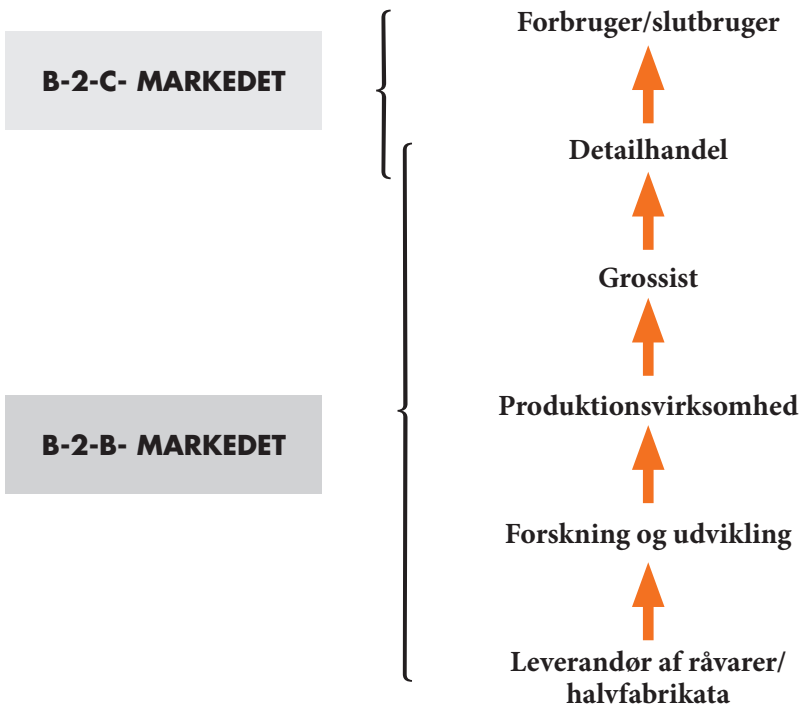 Forbruger/slutbruger
B-2-C- MARKEDET
Detailhandel
Grossist
Produktionsvirksomhed
B-2-B- MARKEDET
Forskning og udvikling
Leverandør af råvarer/
halvfabrikata